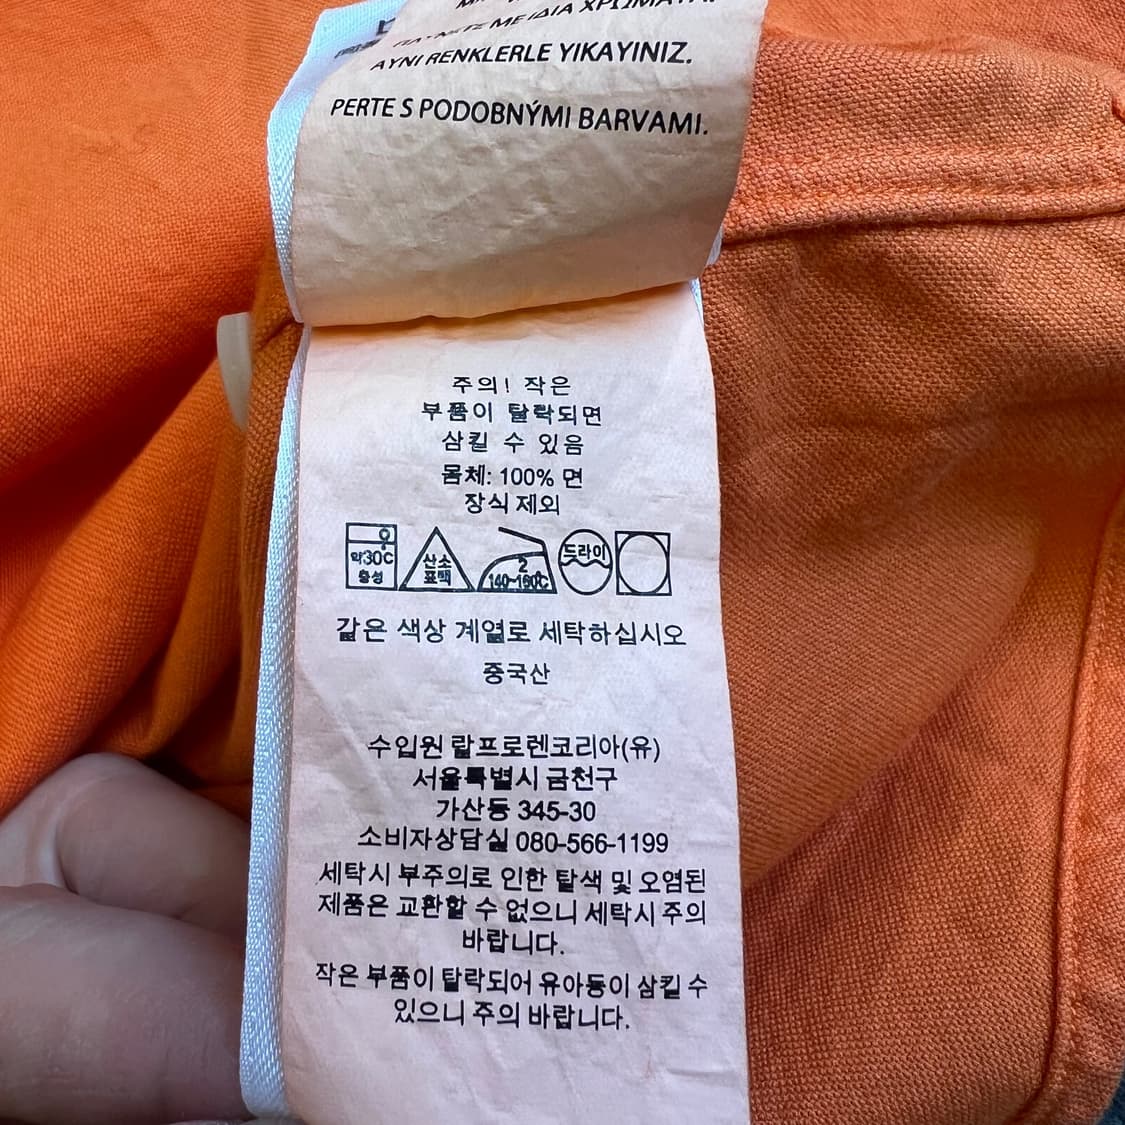 ΜΕ ΙΔΙΑ ΧΡΩΜΑΤΑ.
AYNI RENKLERLE YIKAYINIZ.
PERTE S PODOBNÝMI BARVAMI.
주의! 작은
부품이 탈락되면
삼킬 수 있음
몸체: 100% 면
장식 제외
약30℃
중성
산소
표백
2
140~160℃
드라이
같은 색상 계열로 세탁하십시오
중국산
수입원 랄프로렌코리아(유)
서울특별시 금천구
가산동 345-30
소비자상담실 080-566-1199
세탁시 부주의로 인한 탈색 및 오염된
제품은 교환할 수 없으니 세탁시 주의
바랍니다.
작은 부품이 탈락되어 유아동이 삼킬 수
있으니 주의 바랍니다.